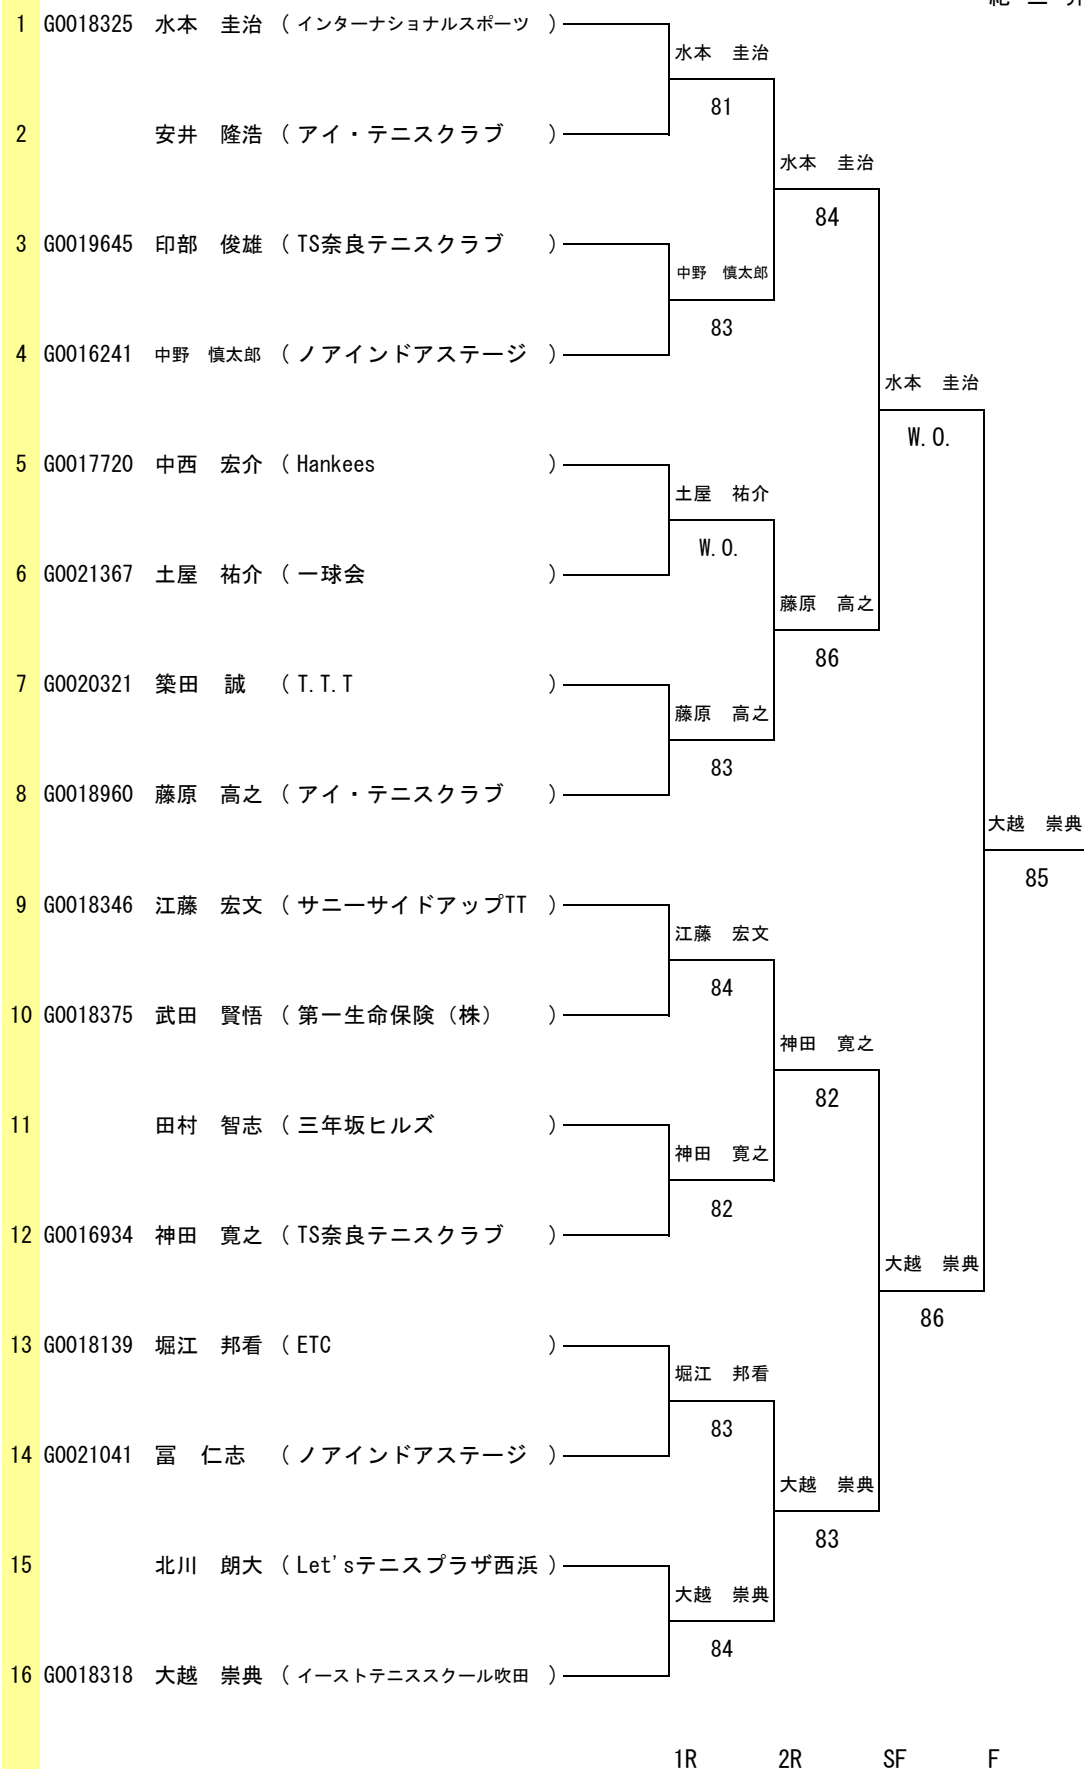 1 G0018325 水本 圭治 ( インターナショナルスポーツ )
水本 圭治
81
2 安井 隆浩 ( アイ・テニスクラブ )
水本 圭治
84
3 G0019645 印部 俊雄 ( TS奈良テニスクラブ )
中野 慎太郎
83
4 G0016241 中野 慎太郎 ( ノアインドアステージ )
水本 圭治
W.O.
5 G0017720 中西 宏介 ( Hankees )
土屋 祐介
W.O.
6 G0021367 土屋 祐介 ( 一球会 )
藤原 高之
86
7 G0020321 築田 誠 ( T.T.T )
藤原 高之
83
8 G0018960 藤原 高之 ( アイ・テニスクラブ )
大越 崇典
85
9 G0018346 江藤 宏文 ( サニーサイドアップTT )
江藤 宏文
84
10 G0018375 武田 賢悟 ( 第一生命保険（株） )
神田 寛之
82
11 田村 智志 ( 三年坂ヒルズ )
神田 寛之
82
12 G0016934 神田 寛之 ( TS奈良テニスクラブ )
大越 崇典
86
13 G0018139 堀江 邦看 ( ETC )
堀江 邦看
83
14 G0021041 冨 仁志 ( ノアインドアステージ )
大越 崇典
83
15 北川 朗大 ( Let'sテニスプラザ西浜 )
大越 崇典
84
16 G0018318 大越 崇典 ( イーストテニススクール吹田 )
1R 2R SF F